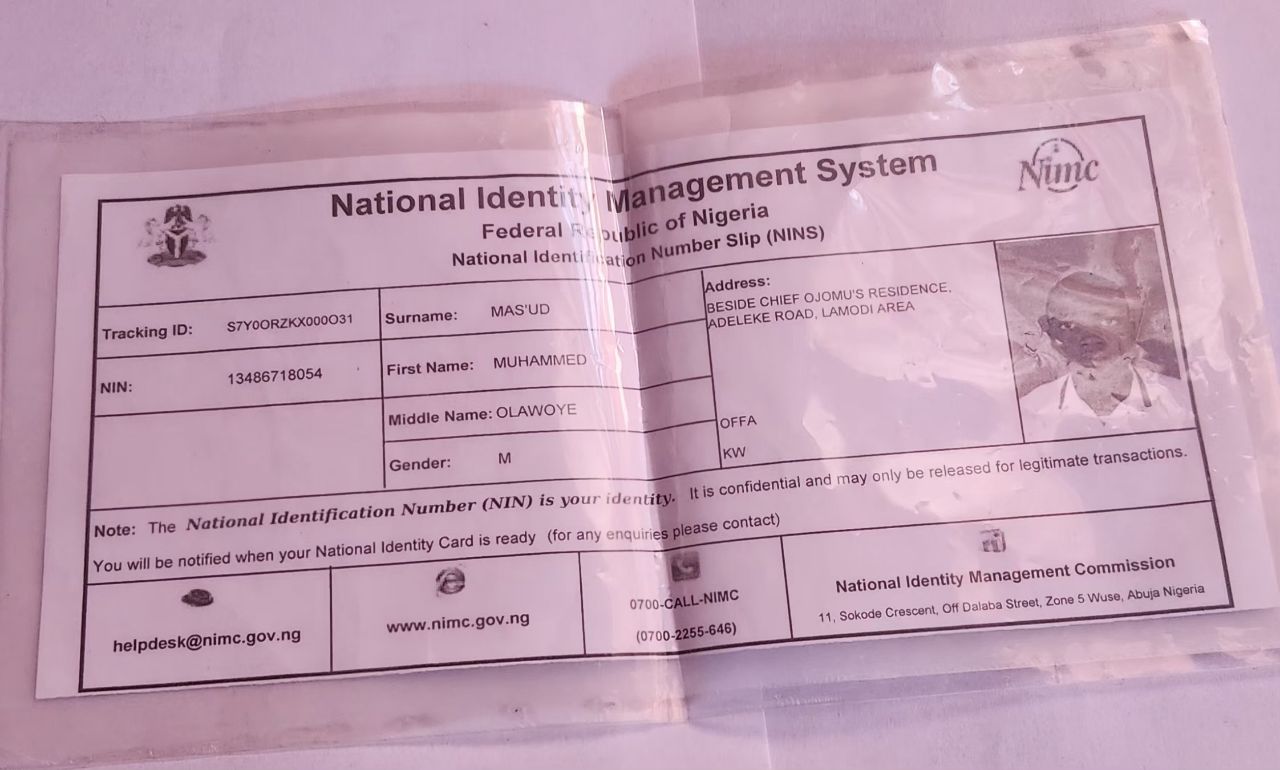 National Identity Management System
Federal Republic of Nigeria
National Identification Number Slip (NINS)
Nimc
Tracking ID: S7Y0ORZKX000O31
NIN: 13486718054
Surname: MAS'UD
First Name: MUHAMMED
Middle Name: OLAWOYE
Gender: M
Address:
BESIDE CHIEF OJOMU'S RESIDENCE,
ADELEKE ROAD, LAMODI AREA
OFFA
KW
Note: The National Identification Number (NIN) is your identity. It is confidential and may only be released for legitimate transactions.
You will be notified when your National Identity Card is ready (for any enquiries please contact)
helpdesk@nimc.gov.ng
www.nimc.gov.ng
0700-CALL-NIMC
(0700-2255-646)
National Identity Management Commission
11, Sokode Crescent, Off Dalaba Street, Zone 5 Wuse, Abuja Nigeria